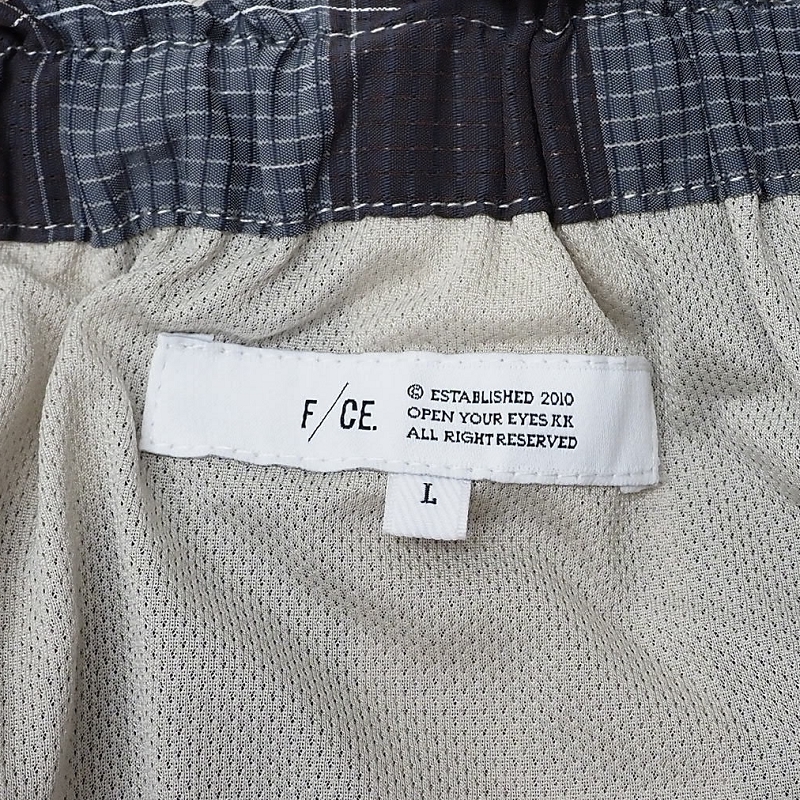 F/CE.
® ESTABLISHED 2010
OPEN YOUR EYES KK
ALL RIGHT RESERVED
L